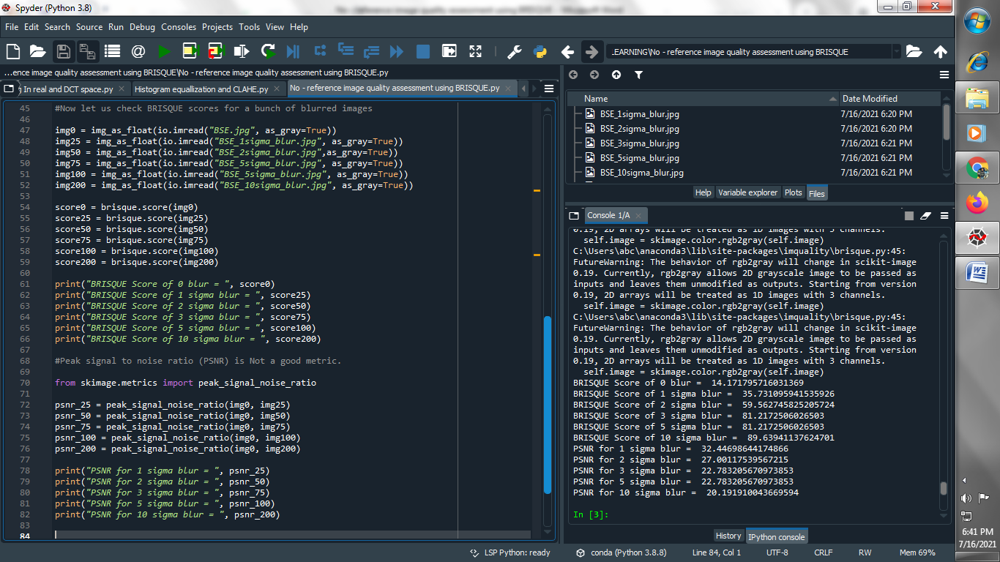 Spyder (Python 3.8)
File Edit Search Source Run Debug Consoles Projects Tools View Help
.EARNING\No - reference image quality assessment using BRISQUE
...ence image quality assessment using BRISQUE\No - reference image quality assessment using BRISQUE.py
In real and DCT space.py Histogram equallization and CLAHE.py No - reference image quality assessment using BRISQUE.py
45 #Now let us check BRISQUE scores for a bunch of blurred images
46
47 img0 = img_as_float(io.imread("BSE.jpg", as_gray=True))
48 img25 = img_as_float(io.imread("BSE_1sigma_blur.jpg", as_gray=True))
49 img50 = img_as_float(io.imread("BSE_2sigma_blur.jpg",as_gray=True))
50 img75 = img_as_float(io.imread("BSE_5sigma_blur.jpg", as_gray=True))
51 img100 = img_as_float(io.imread("BSE_5sigma_blur.jpg", as_gray=True))
52 img200 = img_as_float(io.imread("BSE_10sigma_blur.jpg", as_gray=True))
53
54 score0 = brisque.score(img0)
55 score25 = brisque.score(img25)
56 score50 = brisque.score(img50)
57 score75 = brisque.score(img75)
58 score100 = brisque.score(img100)
59 score200 = brisque.score(img200)
60
61 print("BRISQUE Score of 0 blur = ", score0)
62 print("BRISQUE Score of 1 sigma blur = ", score25)
63 print("BRISQUE Score of 2 sigma blur = ", score50)
64 print("BRISQUE Score of 3 sigma blur = ", score75)
65 print("BRISQUE Score of 5 sigma blur = ", score100)
66 print("BRISQUE Score of 10 sigma blur = ", score200)
67
68 #Peak signal to noise ratio (PSNR) is Not a good metric.
69
70 from skimage.metrics import peak_signal_noise_ratio
71
72 psnr_25 = peak_signal_noise_ratio(img0, img25)
73 psnr_50 = peak_signal_noise_ratio(img0, img50)
74 psnr_75 = peak_signal_noise_ratio(img0, img75)
75 psnr_100 = peak_signal_noise_ratio(img0, img100)
76 psnr_200 = peak_signal_noise_ratio(img0, img200)
77
78 print("PSNR for 1 sigma blur = ", psnr_25)
79 print("PSNR for 2 sigma blur = ", psnr_50)
80 print("PSNR for 3 sigma blur = ", psnr_75)
81 print("PSNR for 5 sigma blur = ", psnr_100)
82 print("PSNR for 10 sigma blur = ", psnr_200)
83
84
Name Date Modified
BSE_1sigma_blur.jpg 7/16/2021 6:20 PM
BSE_2sigma_blur.jpg 7/16/2021 6:20 PM
BSE_3sigma_blur.jpg 7/16/2021 6:21 PM
BSE_5sigma_blur.jpg 7/16/2021 6:21 PM
BSE_10sigma_blur.jpg 7/16/2021 6:21 PM
Help Variable explorer Plots Files
Console 1/A
0.19, 2D arrays will be treated as 1D images with 3 channels.
self.image = skimage.color.rgb2gray(self.image)
C:\Users\abc\anaconda3\lib\site-packages\imquality\brisque.py:45:
FutureWarning: The behavior of rgb2gray will change in scikit-image
0.19. Currently, rgb2gray allows 2D grayscale image to be passed as
inputs and leaves them unmodified as outputs. Starting from version
0.19, 2D arrays will be treated as 1D images with 3 channels.
self.image = skimage.color.rgb2gray(self.image)
C:\Users\abc\anaconda3\lib\site-packages\imquality\brisque.py:45:
FutureWarning: The behavior of rgb2gray will change in scikit-image
0.19. Currently, rgb2gray allows 2D grayscale image to be passed as
inputs and leaves them unmodified as outputs. Starting from version
0.19, 2D arrays will be treated as 1D images with 3 channels.
self.image = skimage.color.rgb2gray(self.image)
BRISQUE Score of 0 blur = 14.171795716031369
BRISQUE Score of 1 sigma blur = 35.731095941535926
BRISQUE Score of 2 sigma blur = 59.562745825205724
BRISQUE Score of 3 sigma blur = 81.2172506026503
BRISQUE Score of 5 sigma blur = 81.2172506026503
BRISQUE Score of 10 sigma blur = 89.63941137624701
PSNR for 1 sigma blur = 32.44698644174866
PSNR for 2 sigma blur = 27.00117539567215
PSNR for 3 sigma blur = 22.783205670973853
PSNR for 5 sigma blur = 22.783205670973853
PSNR for 10 sigma blur = 20.191910043669594
In [3]:
History IPython console
LSP Python: ready conda (Python 3.8.8) Line 84, Col 1 UTF-8 CRLF RW Mem 69%
6:41 PM
7/16/2021